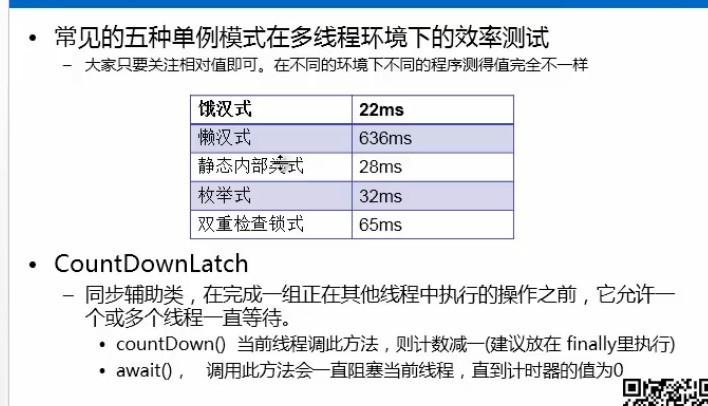 常见的五种单例模式在多线程环境下的效率测试
大家只要关注相对值即可。在不同的环境下不同的程序测得值完全不一样
饿汉式 22ms
懒汉式 636ms
静态内部类式 28ms
枚举式 32ms
双重检查锁式 65ms
CountDownLatch
同步辅助类，在完成一组正在其他线程中执行的操作之前，它允许一
个或多个线程一直等待。
countDown() 当前线程调此方法，则计数减一(建议放在 finally里执行)
await()， 调用此方法会一直阻塞当前线程，直到计时器的值为0